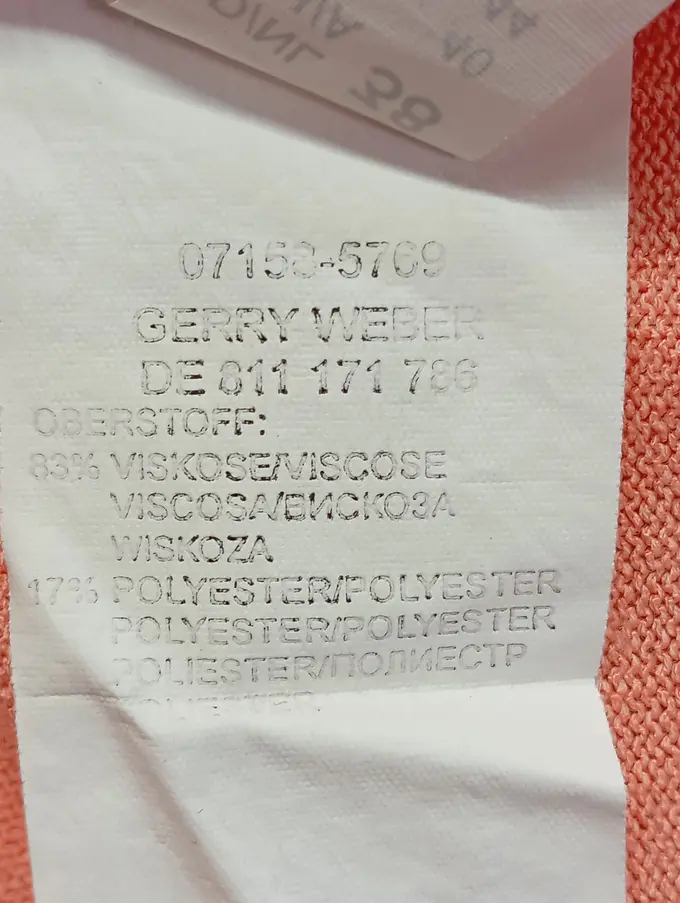 38
07153-5769
GERRY WEBER
DE 811 171 786
OBERSTOFF:
83% VISKOSE/VISCOSE
VISCOSA/ВИСКОЗА
WISKOZA
17% POLYESTER/POLYESTER
POLYESTER/POLYESTER
POLIESTER/ПОЛИЕСТР